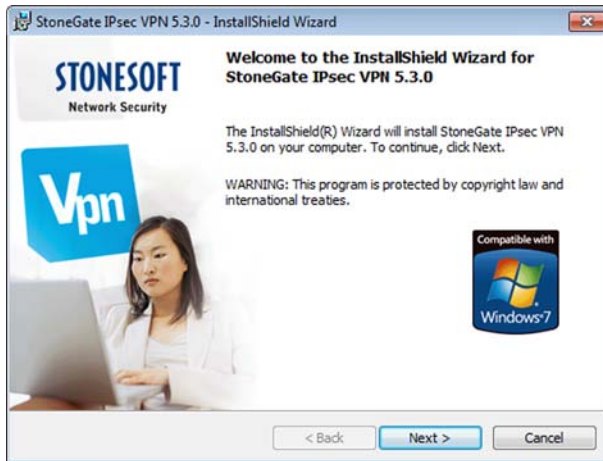 StoneGate IPsec VPN 5.3.0 - InstallShield Wizard
STONESOFT
Network Security
Vpn
Welcome to the InstallShield Wizard for
StoneGate IPsec VPN 5.3.0
The InstallShield(R) Wizard will install StoneGate IPsec VPN
5.3.0 on your computer. To continue, click Next.
WARNING: This program is protected by copyright law and
international treaties.
Compatible with
Windows®7
< Back
Next >
Cancel